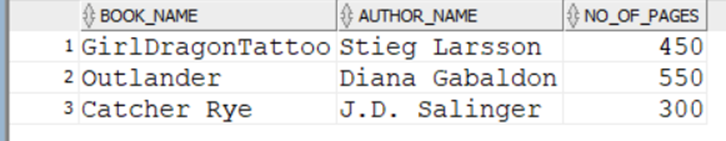 BOOK_NAME AUTHOR_NAME NO_OF_PAGES
1 GirlDragonTattoo Stieg Larsson 450
2 Outlander Diana Gabaldon 550
3 Catcher Rye J.D. Salinger 300